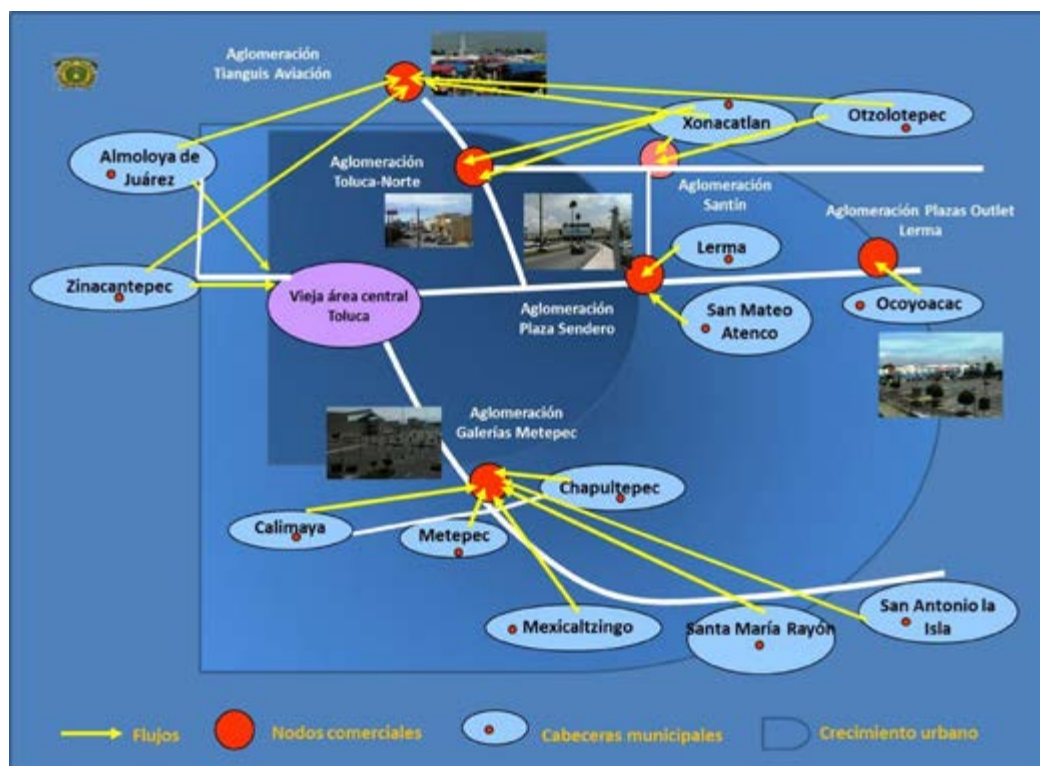 Aglomeración
Tianguis Aviación
Xonacatlan
Otzolotepec
Almoloya de
Juárez
Aglomeración
Toluca-Norte
Aglomeración
Santín
Aglomeración Plazas Outlet
Lerma
Lerma
Zinacantepec
Vieja área central
Toluca
Aglomeración
Plaza Sendero
San Mateo
Atenco
Ocoyoacac
Aglomeración
Galerías Metepec
Chapultepec
Calimaya
Metepec
Mexicaltzingo
Santa María Rayón
San Antonio la
Isla
Flujos
Nodos comerciales
Cabeceras municipales
Crecimiento urbano